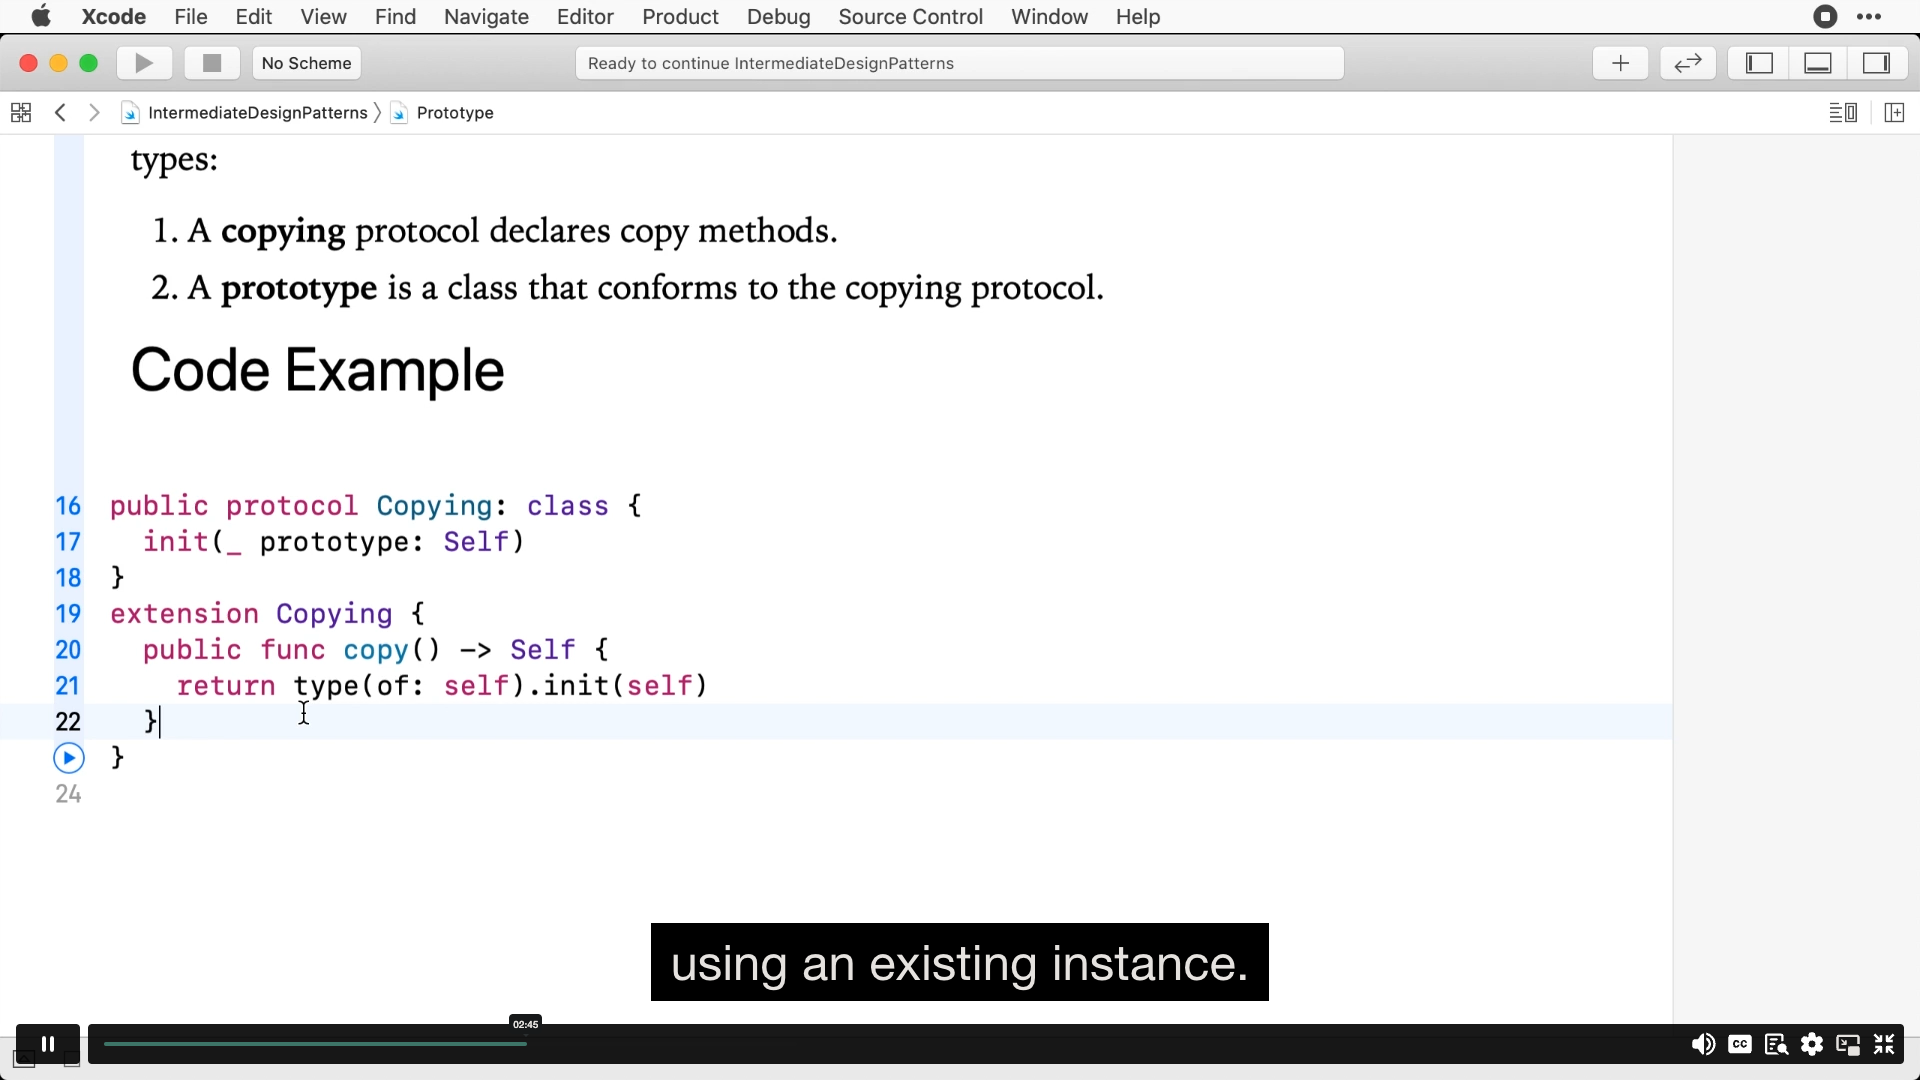 Xcode File Edit View Find Navigate Editor Product Debug Source Control Window Help
No Scheme Ready to continue IntermediateDesignPatterns
IntermediateDesignPatterns Prototype
types:
1. A copying protocol declares copy methods.
2. A prototype is a class that conforms to the copying protocol.
Code Example
16 public protocol Copying: class {
17 init(_ prototype: Self)
18 }
19 extension Copying {
20 public func copy() -> Self {
21 return type(of: self).init(self)
22 }
}
24
using an existing instance.
02:45
CC